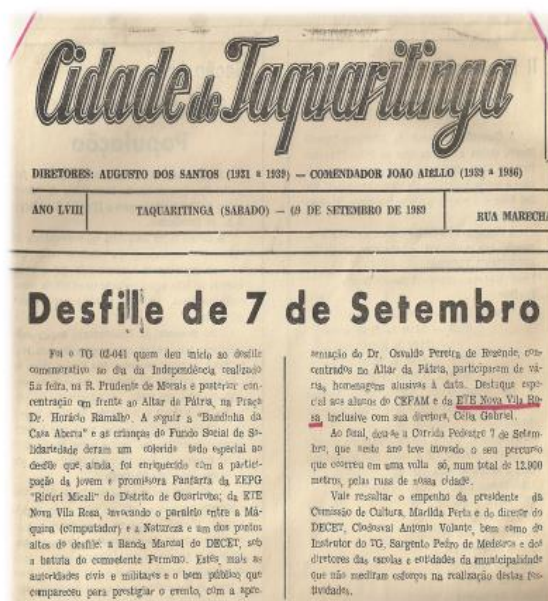 Cidade de Taquaritinga
DIRETORES: AUGUSTO DOS SANTOS (1931 a 1939) — COMENDADOR JOÃO AIELLO (1939 a 1986)
ANO LVIII
TAQUARITINGA (SABADO) — 09 DE SETEMBRO DE 1989
RUA MARECHA
Desfille de 7 de Setembro
Foi o TG 02-041 quem deu início ao desfile
comemorativo ao dia da Independência realizado
5.a feira, na R. Prudente de Morais e posterior con-
centração em frente ao Altar da Pátria, na Praça
Dr. Horácio Ramalho. A seguir a "Bandinha da
Casa Aberta" e as crianças do Fundo Social de So-
lidariedade deram um colorido todo especial ao
desfile que, ainda, foi enriquecido com a partici-
pação da jovem e promissora Fanfarra da EEPG
"Ricieri Micali" do Distrito de Guariroba; da ETE
Nova Vila Rosa, invocando o paralelo entre a Má-
quina (computador) e a Natureza e um dos pontos
altos do desfile: a Banda Marcial do DECET, sob
a batuta do competente Fermino. Estes, mais as
autoridades civis e militares e o bom público que
compareceu para prestigiar o evento, com a apre-
sentação do Dr. Osvaldo Pereira de Rezende, con-
centrados no Altar da Pátria, participaram de vá-
rias homenagens alusivas à data. Destaque espe-
cial aos alunos do CEFAM e da ETE Nova Vila Ro-
sa, inclusive com sua diretora, Célia Gabriel.
Ao final, deu-se a Corrida Pedestre 7 de Setem-
bro, que neste ano teve inovado o seu percurso
que ocorreu em uma volta só, num total de 12.900
metros, pelas ruas de nossa cidade.
Vale ressaltar o empenho da presidente da
Comissão de Cultura, Marilda Perta e do diretor do
DECET, Clodosval Antonio Volante, bem como do
Instrutor do TG, Sargento Pedro de Medeiros e dos
diretores das escolas e entidades da municipalidade
que não mediram esforços na realização destas fes-
tividades.